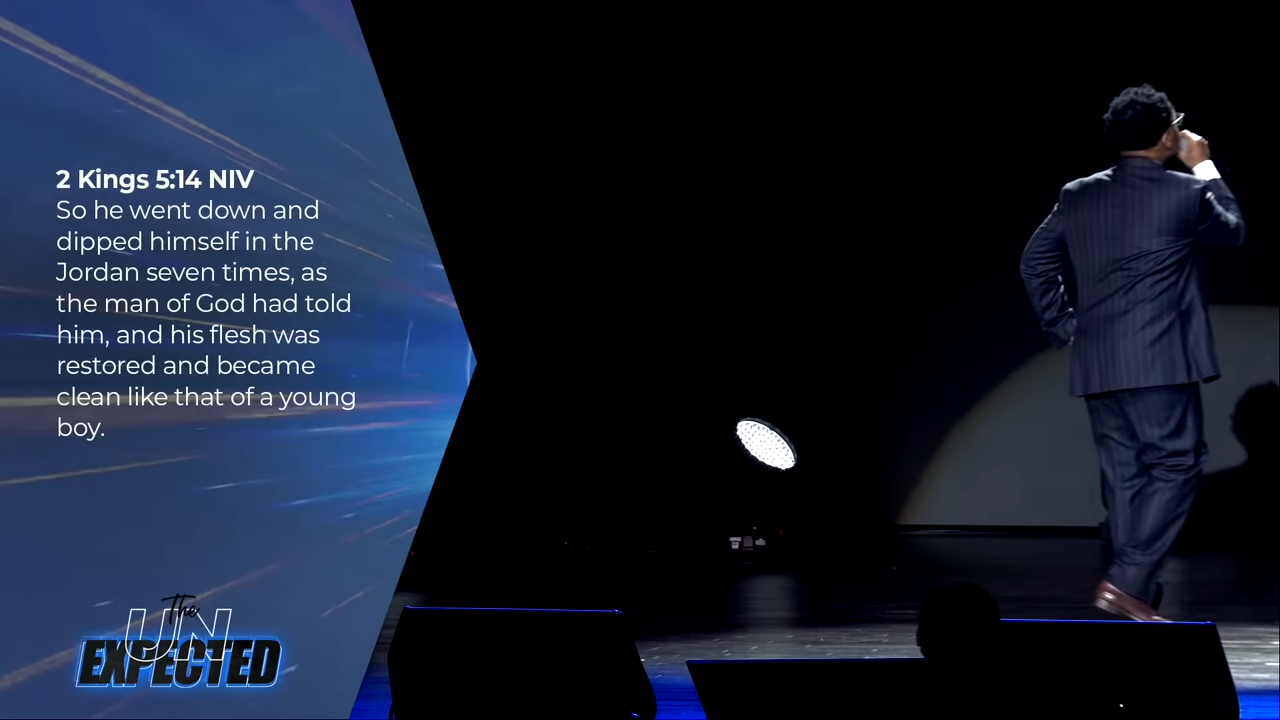 2 Kings 5:14 NIV
So he went down and
dipped himself in the
Jordan seven times, as
the man of God had told
him, and his flesh was
restored and became
clean like that of a young
boy.
The
UN
EXPECTED